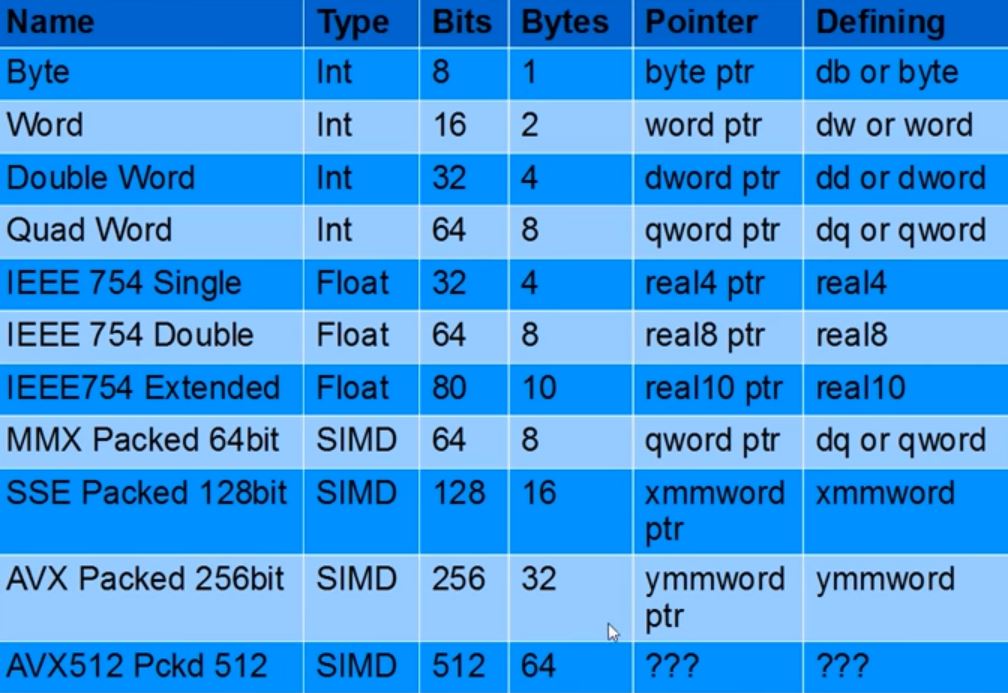 Name Type Bits Bytes Pointer Defining
Byte Int 8 1 byte ptr db or byte
Word Int 16 2 word ptr dw or word
Double Word Int 32 4 dword ptr dd or dword
Quad Word Int 64 8 qword ptr dq or qword
IEEE 754 Single Float 32 4 real4 ptr real4
IEEE 754 Double Float 64 8 real8 ptr real8
IEEE754 Extended Float 80 10 real10 ptr real10
MMX Packed 64bit SIMD 64 8 qword ptr dq or qword
SSE Packed 128bit SIMD 128 16 xmmword xmmword
ptr
AVX Packed 256bit SIMD 256 32 ymmword ymmword
ptr
AVX512 Pckd 512 SIMD 512 64 ??? ???